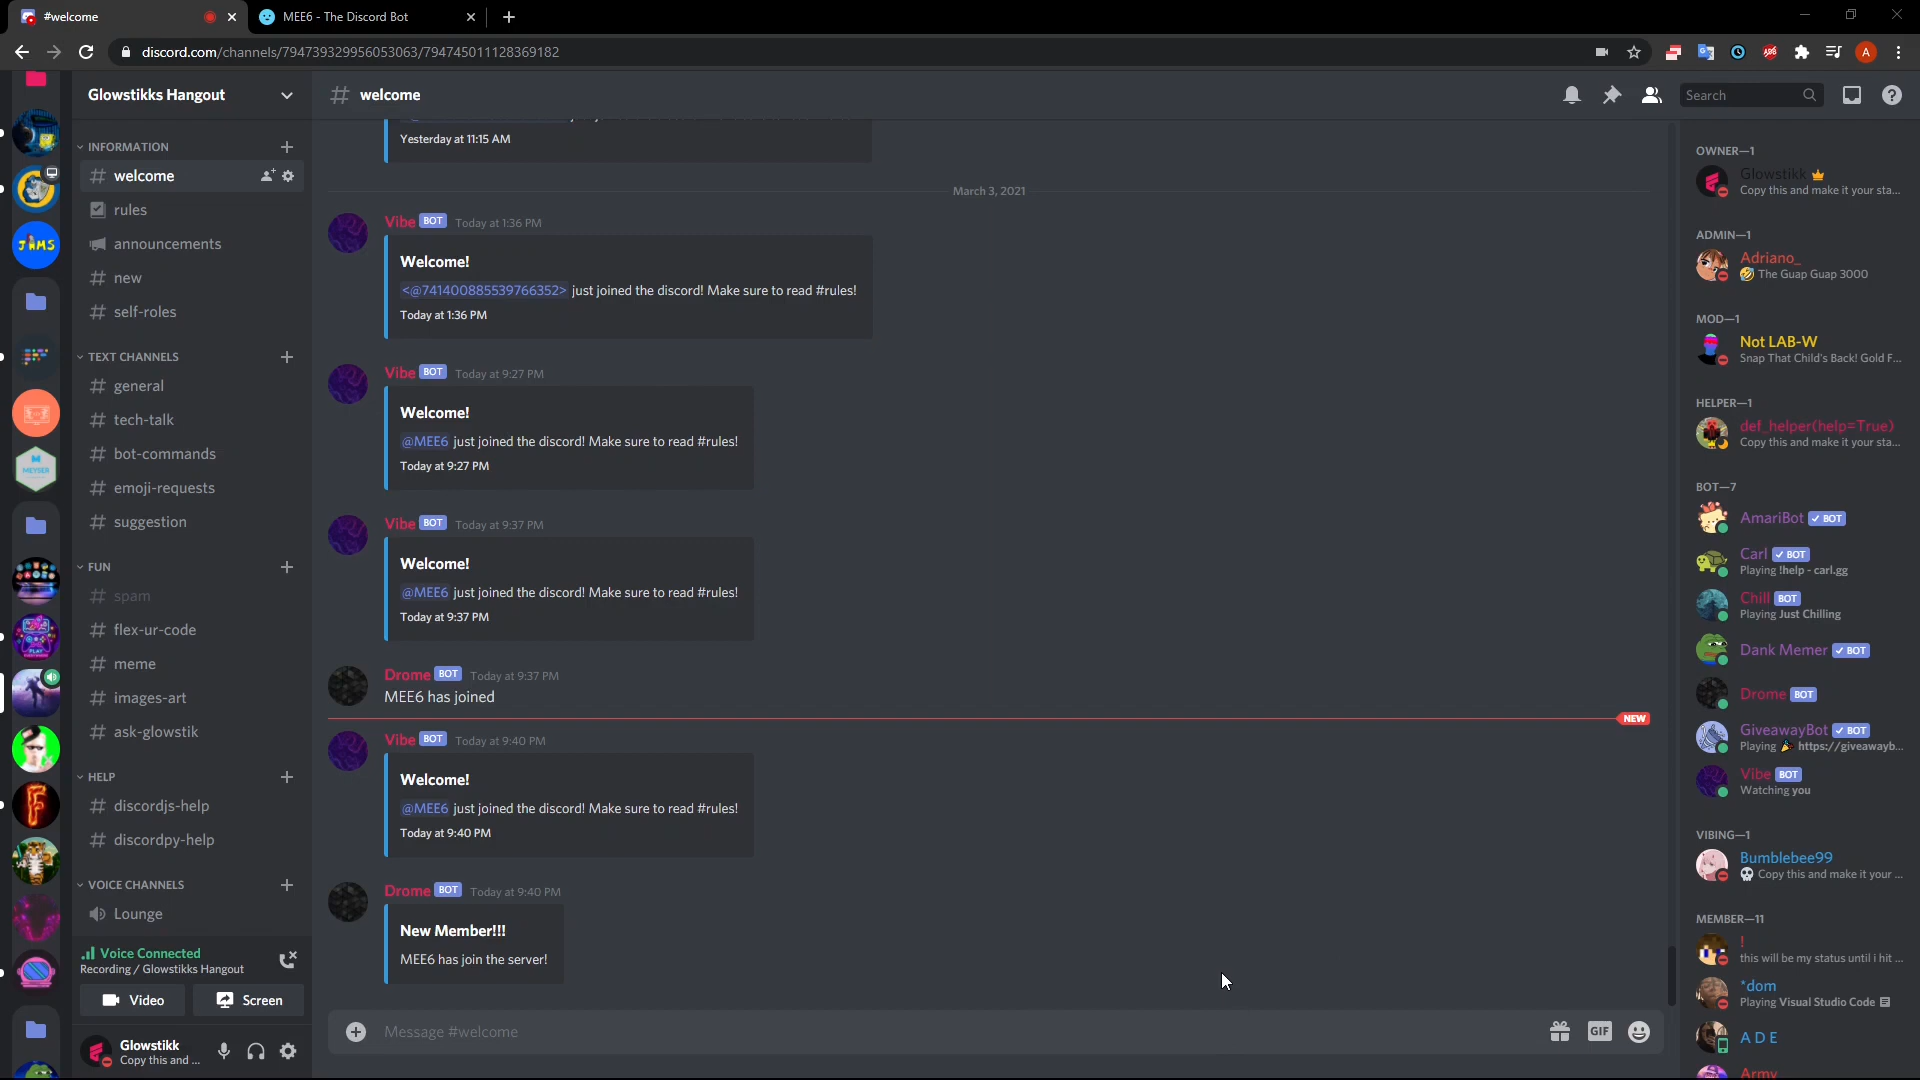 #welcome
MEE6 - The Discord Bot
discord.com/channels/794739329956053063/794745011128369182
A
Glowstikks Hangout
INFORMATION
welcome
rules
announcements
new
self-roles
TEXT CHANNELS
general
tech-talk
bot-commands
emoji-requests
suggestion
FUN
spam
flex-ur-code
meme
images-art
ask-glowstik
HELP
discordjs-help
discordpy-help
VOICE CHANNELS
Lounge
Voice Connected
Recording / Glowstikks Hangout
Video
Screen
Glowstikk
Copy this and ...
JAMS
MEYSER
F
welcome
Search
Yesterday at 11:15 AM
March 3, 2021
Vibe BOT Today at 1:36 PM
Welcome!
<@741400885539766352> just joined the discord! Make sure to read #rules!
Today at 1:36 PM
Vibe BOT Today at 9:27 PM
Welcome!
@MEE6 just joined the discord! Make sure to read #rules!
Today at 9:27 PM
Vibe BOT Today at 9:37 PM
Welcome!
@MEE6 just joined the discord! Make sure to read #rules!
Today at 9:37 PM
Drome BOT Today at 9:37 PM
MEE6 has joined
NEW
Vibe BOT Today at 9:40 PM
Welcome!
@MEE6 just joined the discord! Make sure to read #rules!
Today at 9:40 PM
Drome BOT Today at 9:40 PM
New Member!!!
MEE6 has join the server!
Message #welcome
GIF
OWNER—1
Glowstikk
Copy this and make it your sta...
ADMIN—1
Adriano_
The Guap Guap 3000
MOD—1
Not LAB-W
Snap That Child's Back! Gold F...
HELPER—1
def_helper(help=True)
Copy this and make it your sta...
BOT—7
AmariBot BOT
Carl BOT
Playing !help - carl.gg
Chill BOT
Playing Just Chilling
Dank Memer BOT
Drome BOT
GiveawayBot BOT
Playing 🎉 https://giveawayb...
Vibe BOT
Watching you
VIBING—1
Bumblebee99
Copy this and make it your ...
MEMBER—11
!
this will be my status until i hit ...
*dom
Playing Visual Studio Code
A D E
Army